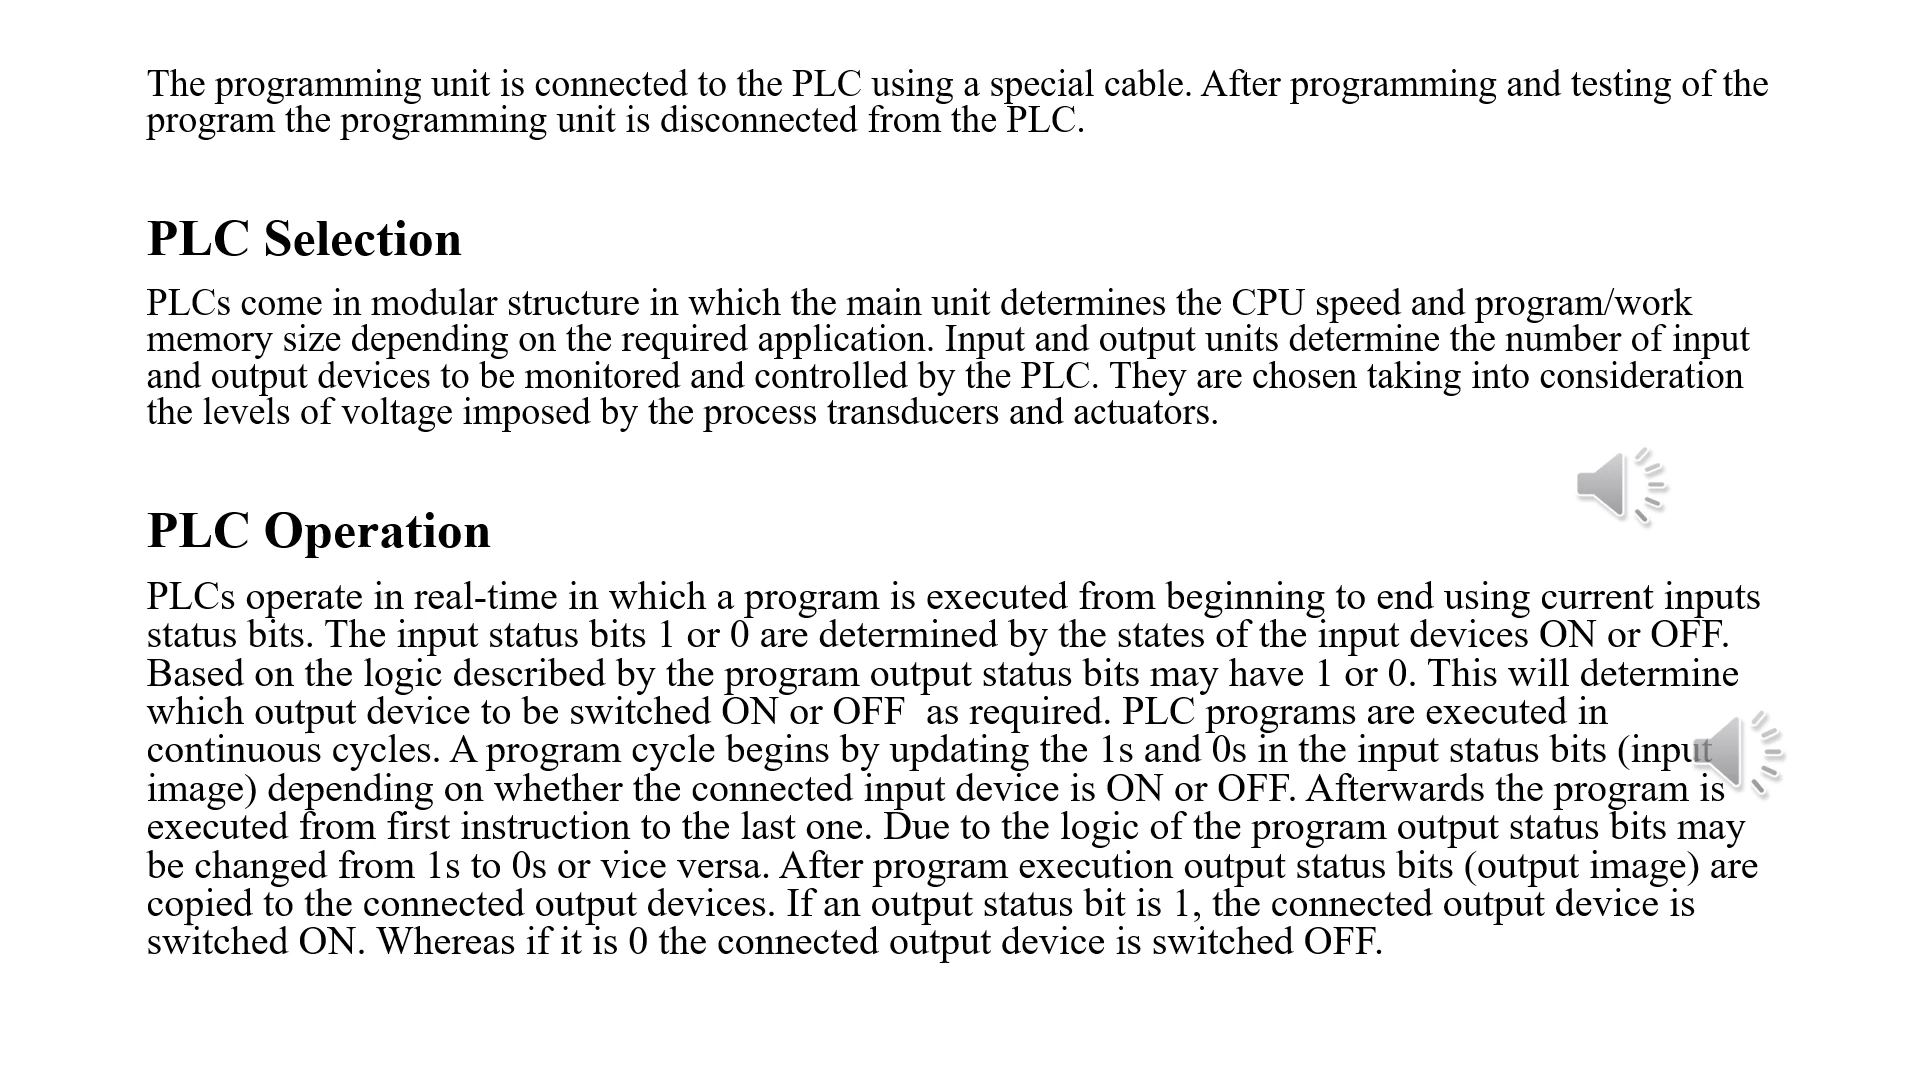 The programming unit is connected to the PLC using a special cable. After programming and testing of the
program the programming unit is disconnected from the PLC.
PLC Selection
PLCs come in modular structure in which the main unit determines the CPU speed and program/work
memory size depending on the required application. Input and output units determine the number of input
and output devices to be monitored and controlled by the PLC. They are chosen taking into consideration
the levels of voltage imposed by the process transducers and actuators.
PLC Operation
PLCs operate in real-time in which a program is executed from beginning to end using current inputs
status bits. The input status bits 1 or 0 are determined by the states of the input devices ON or OFF.
Based on the logic described by the program output status bits may have 1 or 0. This will determine
which output device to be switched ON or OFF  as required. PLC programs are executed in
continuous cycles. A program cycle begins by updating the 1s and 0s in the input status bits (input
image) depending on whether the connected input device is ON or OFF. Afterwards the program is
executed from first instruction to the last one. Due to the logic of the program output status bits may
be changed from 1s to 0s or vice versa. After program execution output status bits (output image) are
copied to the connected output devices. If an output status bit is 1, the connected output device is
switched ON. Whereas if it is 0 the connected output device is switched OFF.